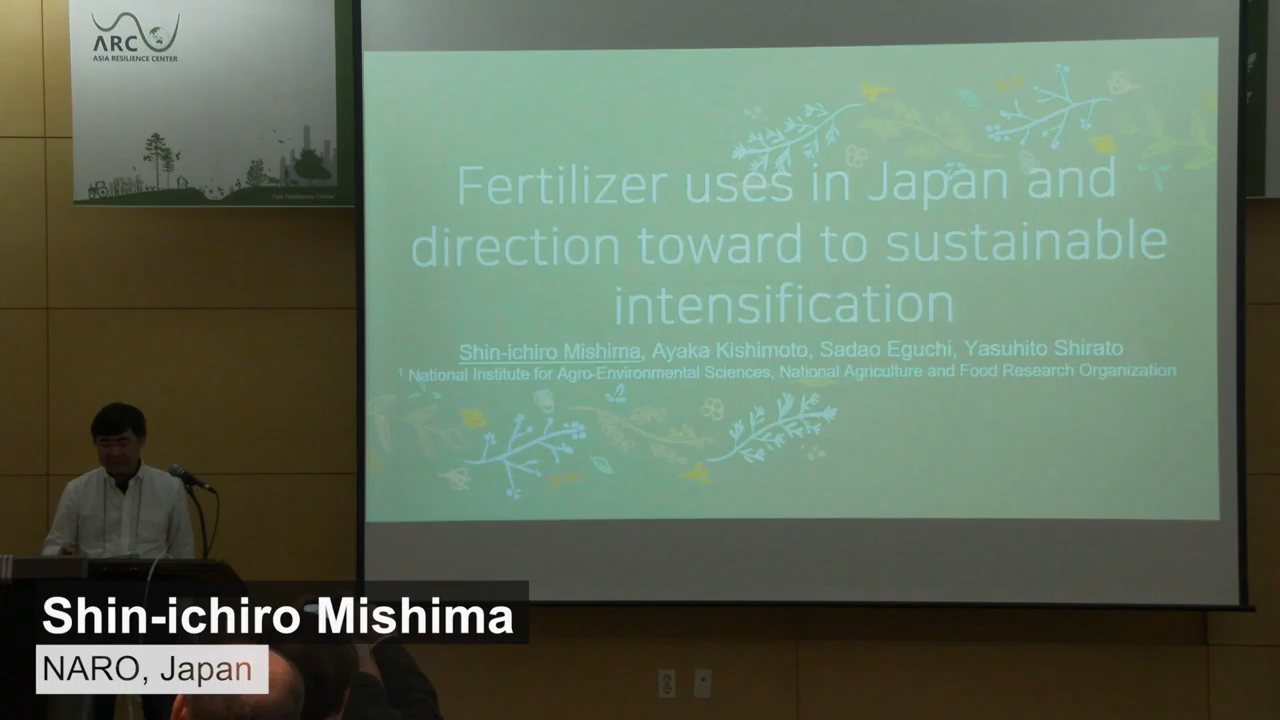 ARC
ASIA RESILIENCE CENTER
Fertilizer uses in Japan and
direction toward to sustainable
intensification
Shin-ichiro Mishima, Ayaka Kishimoto, Sadao Eguchi, Yasuhito Shirato
¹ National Institute for Agro-Environmental Sciences, National Agriculture and Food Research Organization
Shin-ichiro Mishima
NARO, Japan